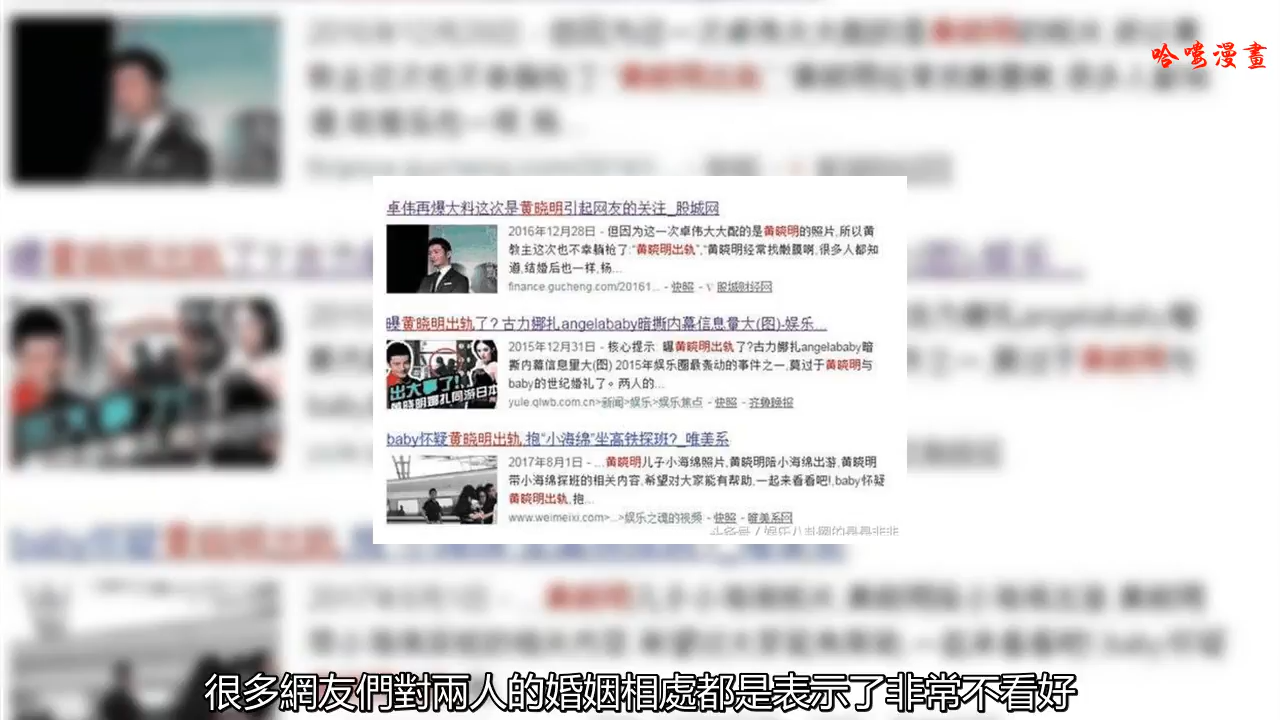 哈嘍漫畫
卓伟再爆大料这次是黄晓明引起网友的关注_股城网
2016年12月28日 - 但因为这一次卓伟大大配的是黄晓明的照片,所以黄
教主这次也不幸躺枪了:"黄晓明出轨","黄晓明经常找嫩膜啊,很多人都知
道,结婚后也一样,杨...
finance.gucheng.com/20161... - 快照 - V 股城财经网
曝黄晓明出轨了? 古力娜扎angelababy暗撕内幕信息量大(图)-娱乐...
2015年12月31日 - 核心提示 曝黄晓明出轨了?古力娜扎angelababy暗
撕内幕信息量大(图) 2015年娱乐圈最轰动的事件之一,莫过于黄晓明与
baby的世纪婚礼了。两人的...
出大事了!!
黄晓明娜扎同游日本
yule.qlwb.com.cn>新闻>娱乐>娱乐焦点 - 快照 - 齐鲁晚报
baby怀疑黄晓明出轨,抱"小海绵"坐高铁探班?_唯美系
2017年8月1日 - ...黄晓明儿子小海绵照片,黄晓明陪小海绵出游,黄晓明
带小海绵探班的相关内容,希望对大家能有帮助,一起来看看吧!,baby怀疑
黄晓明出轨,抱...
www.weimeixi.com>...>娱乐之魂的视频 - 快照 - 唯美系网
很多網友們對兩人的婚姻相處都是表示了非常不看好